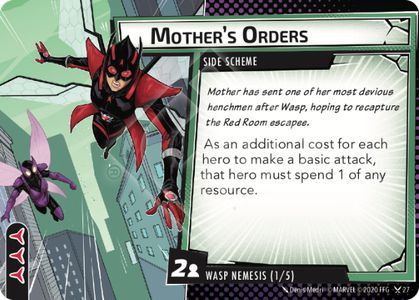 MOTHER'S ORDERS
SIDE SCHEME
Mother has sent one of her most devious
henchmen after Wasp, hoping to recapture
the Red Room escapee.
As an additional cost for each
hero to make a basic attack,
that hero must spend 1 of any
resource.
2
WASP NEMESIS (1/5)
Denis Medri © MARVEL © 2020 FFG 27